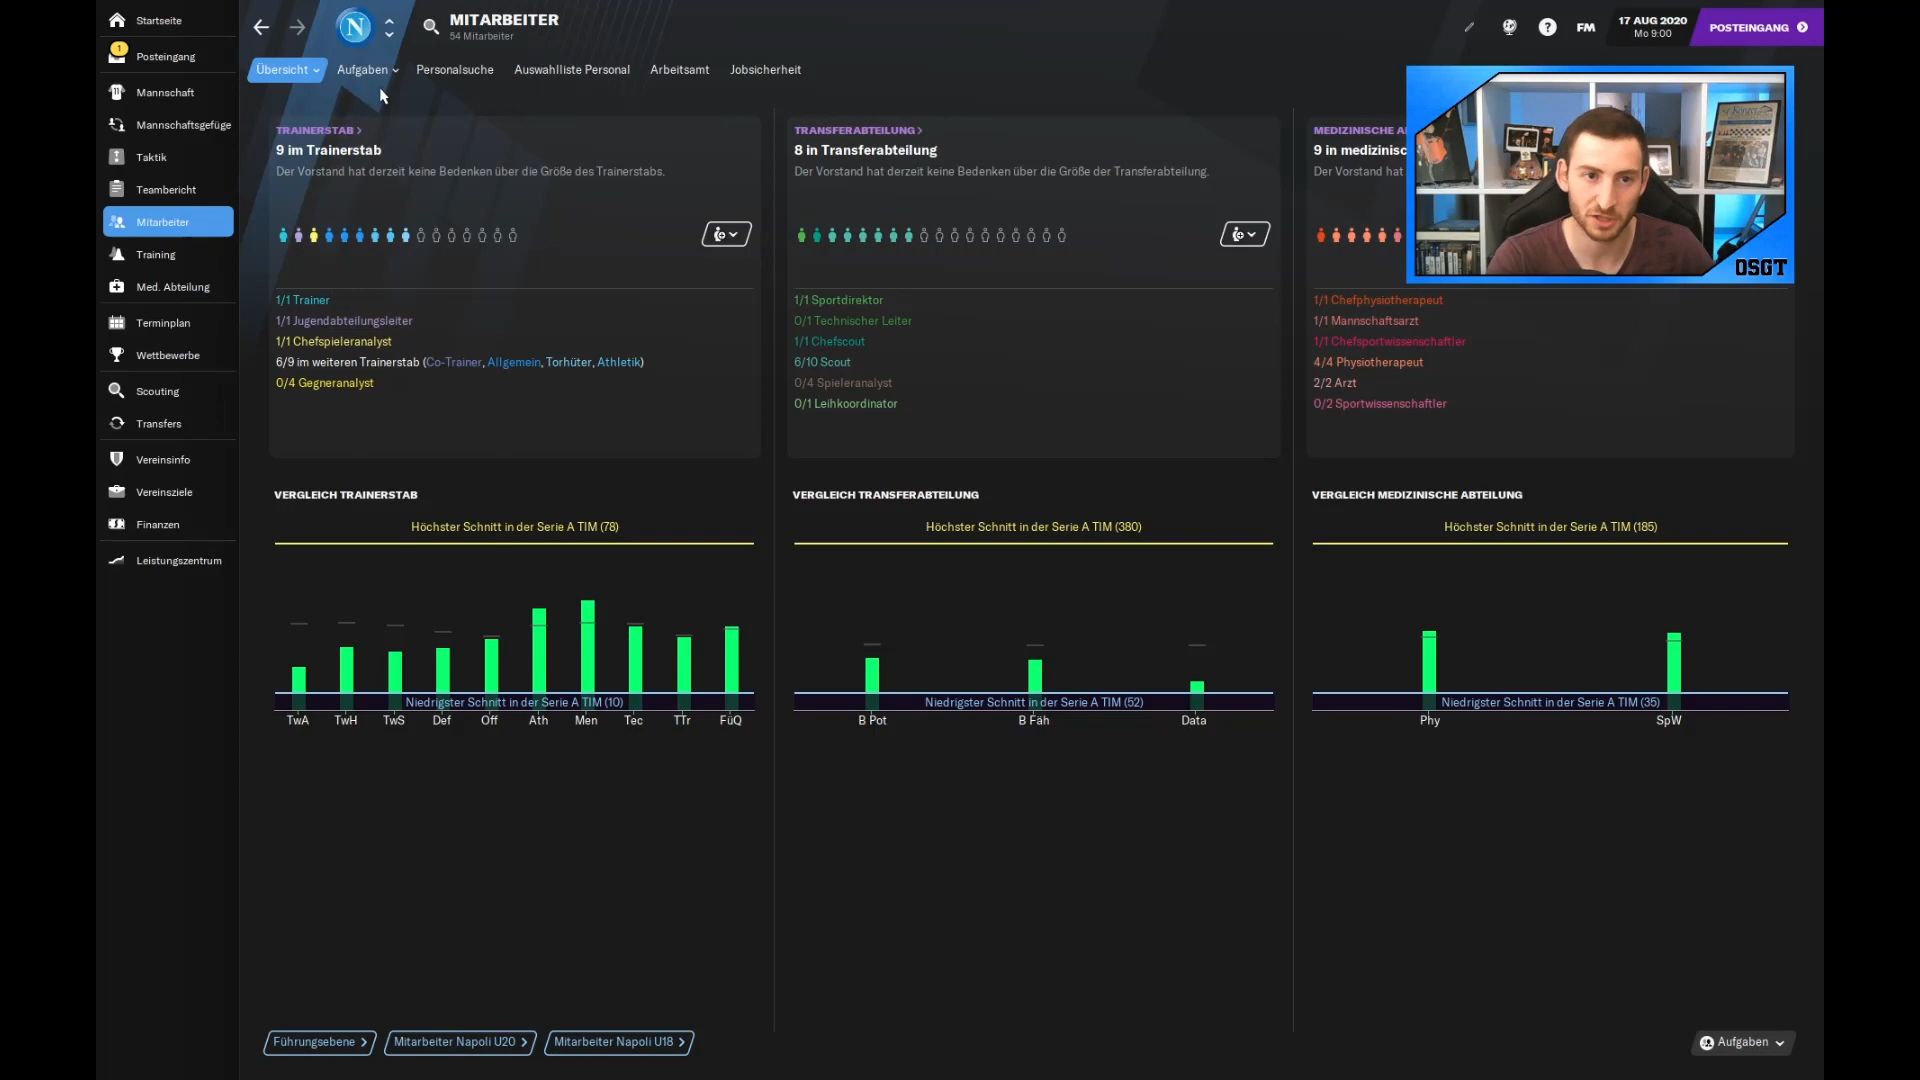 Startseite
1
Posteingang
Mannschaft
Mannschaftsgefüge
Taktik
Teambericht
Mitarbeiter
Training
Med. Abteilung
Terminplan
Wettbewerbe
Scouting
Transfers
Vereinsinfo
Vereinsziele
Finanzen
Leistungszentrum
N
MITARBEITER
54 Mitarbeiter
?
FM
17 AUG 2020
Mo 9:00
POSTEINGANG
Übersicht
Aufgaben
Personalsuche
Auswahlliste Personal
Arbeitsamt
Jobsicherheit
TRAINERSTAB >
9 im Trainerstab
Der Vorstand hat derzeit keine Bedenken über die Größe des Trainerstabs.
1/1 Trainer
1/1 Jugendabteilungsleiter
1/1 Chefspieleranalyst
6/9 im weiteren Trainerstab (Co-Trainer, Allgemein, Torhüter, Athletik)
0/4 Gegneranalyst
TRANSFERABTEILUNG >
8 in Transferabteilung
Der Vorstand hat derzeit keine Bedenken über die Größe der Transferabteilung.
1/1 Sportdirektor
0/1 Technischer Leiter
1/1 Chefscout
6/10 Scout
0/4 Spieleranalyst
0/1 Leihkoordinator
MEDIZINISCHE A
9 in medizinisc
Der Vorstand hat
OSGT
1/1 Chefphysiotherapeut
1/1 Mannschaftsarzt
1/1 Chefsportwissenschaftler
4/4 Physiotherapeut
2/2 Arzt
0/2 Sportwissenschaftler
VERGLEICH TRAINERSTAB
Höchster Schnitt in der Serie A TIM (78)
Niedrigster Schnitt in der Serie A TIM (10)
TwA TwH TwS Def Off Ath Men Tec TTr FüQ
VERGLEICH TRANSFERABTEILUNG
Höchster Schnitt in der Serie A TIM (380)
Niedrigster Schnitt in der Serie A TIM (52)
B Pot B Fäh Data
VERGLEICH MEDIZINISCHE ABTEILUNG
Höchster Schnitt in der Serie A TIM (185)
Niedrigster Schnitt in der Serie A TIM (35)
Phy SpW
Führungsebene >
Mitarbeiter Napoli U20 >
Mitarbeiter Napoli U18 >
Aufgaben